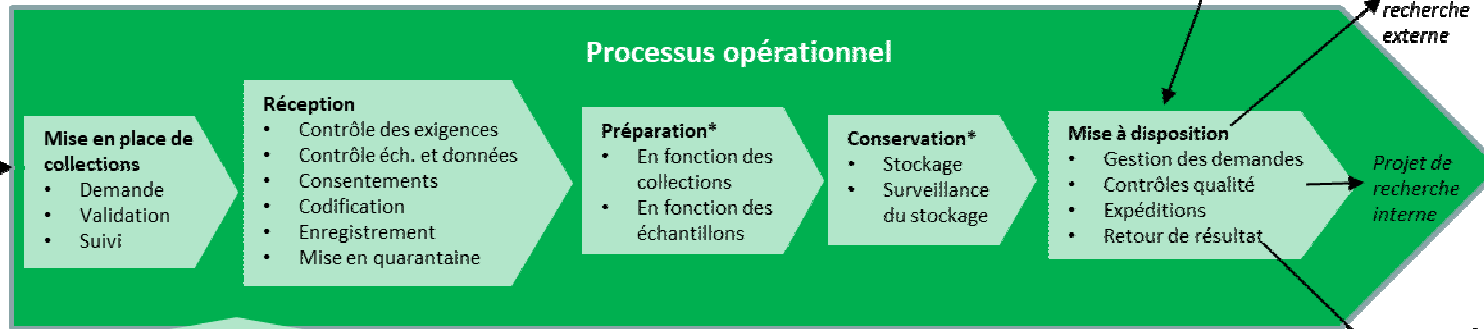 Processus opérationnel
Mise en place de
collections
• Demande
• Validation
• Suivi
Réception
• Contrôle des exigences
• Contrôle éch. et données
• Consentements
• Codification
• Enregistrement
• Mise en quarantaine
Préparation*
• En fonction des
collections
• En fonction des
échantillons
Conservation*
• Stockage
• Surveillance
du stockage
Mise à disposition
• Gestion des demandes
• Contrôles qualité
• Expéditions
• Retour de résultat
recherche
externe
Projet de
recherche
interne